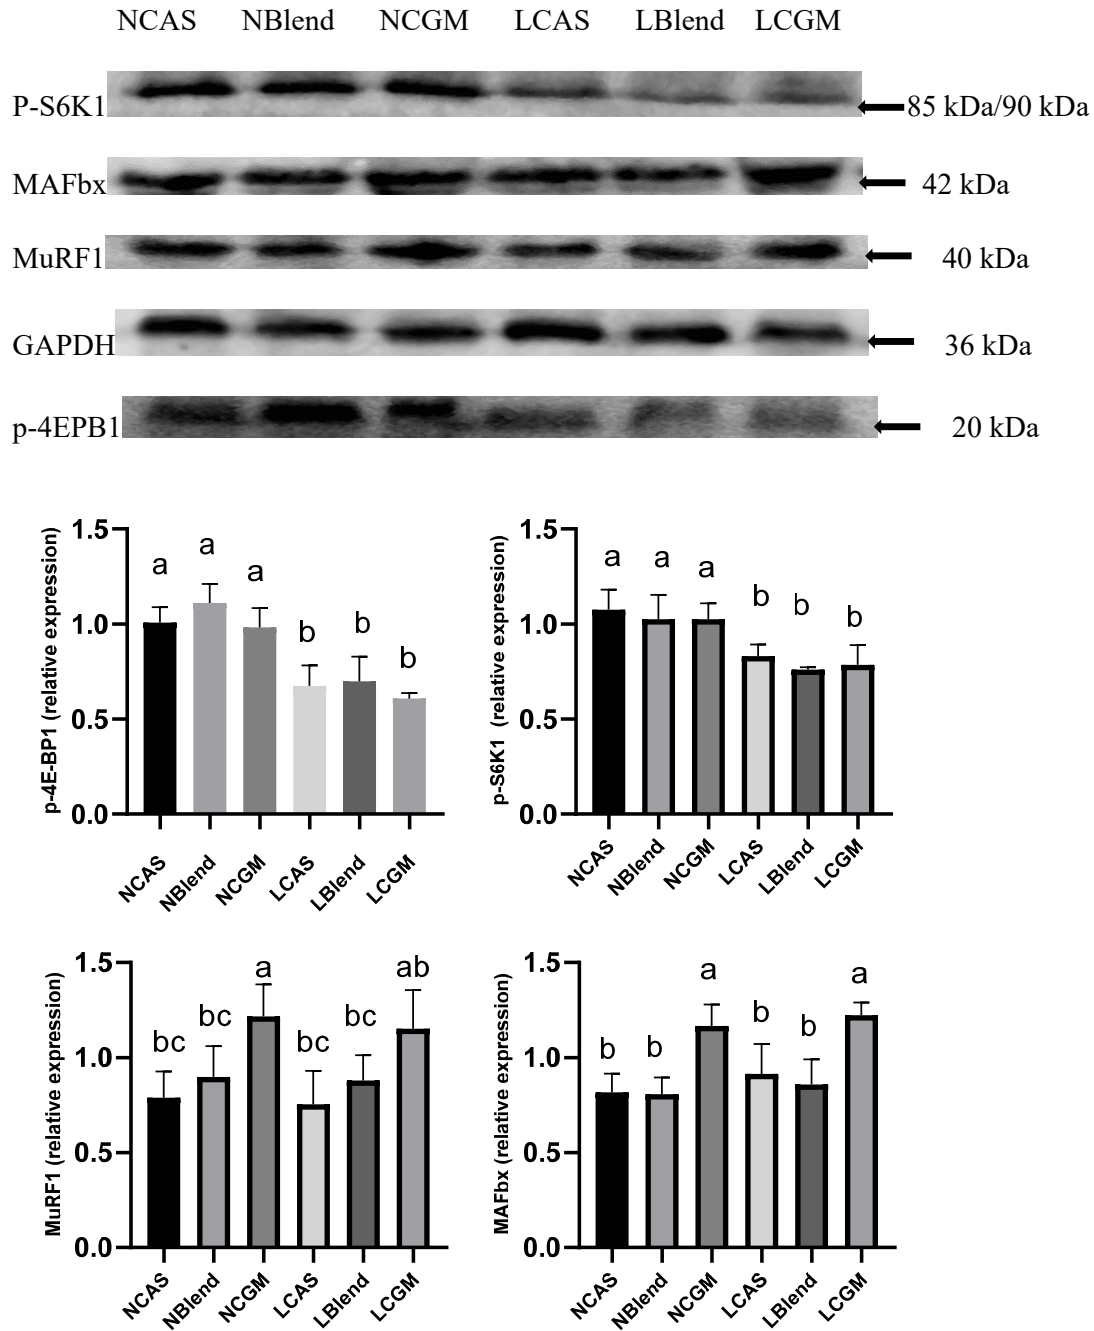 NCAS NBlend NCGM LCAS LBlend LCGM
P-S6K1 85 kDa/90 kDa
MAFbx 42 kDa
MuRF1 40 kDa
GAPDH 36 kDa
p-4EPB1 20 kDa
p-4E-BP1 (relative expression)
1.5
1.0
0.5
0.0
a a a b b b
NCAS NBlend NCGM LCAS LBlend LCGM
p-S6K1 (relative expression)
1.5
1.0
0.5
0.0
a a a b b b
NCAS NBlend NCGM LCAS LBlend LCGM
MuRF1 (relative expression)
1.5
1.0
0.5
0.0
bc bc a bc bc ab
NCAS NBlend NCGM LCAS LBlend LCGM
MAFbx (relative expression)
1.5
1.0
0.5
0.0
b b a b b a
NCAS NBlend NCGM LCAS LBlend LCGM